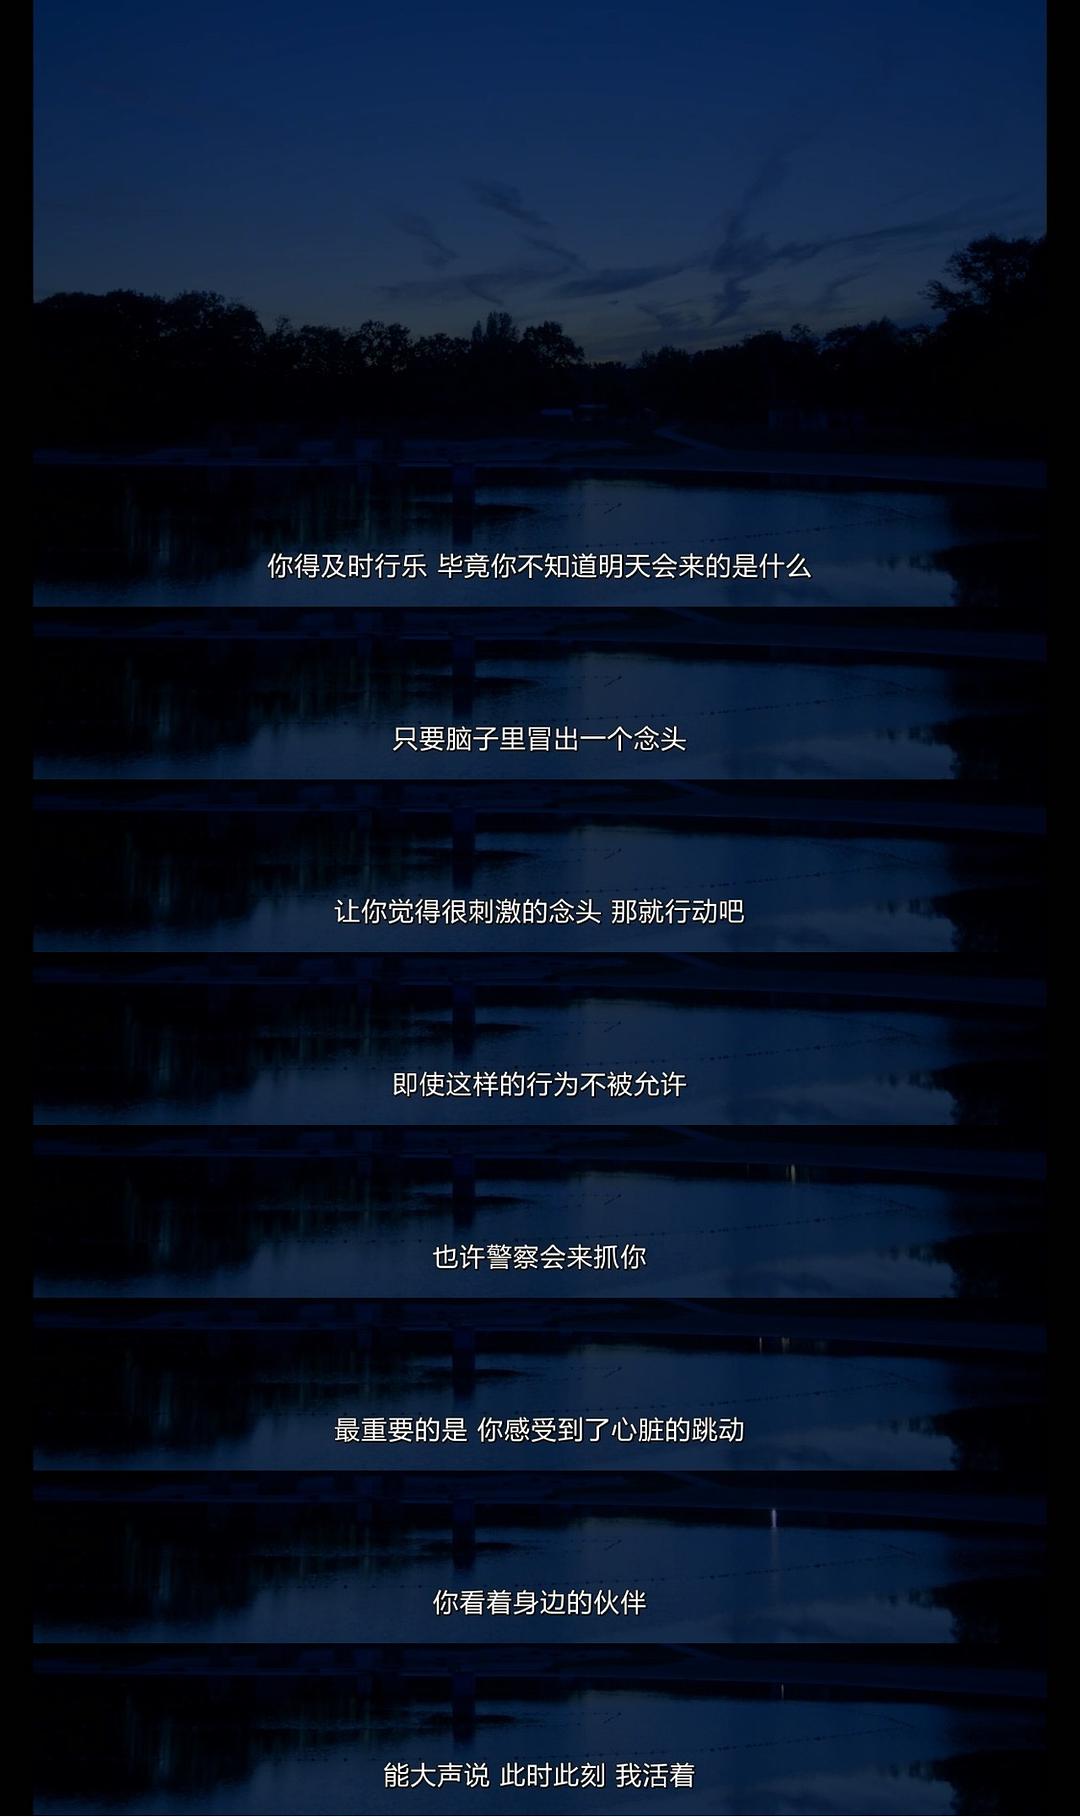 你得及时行乐 毕竟你不知道明天会来的是什么
只要脑子里冒出一个念头
让你觉得很刺激的念头 那就行动吧
即使这样的行为不被允许
也许警察会来抓你
最重要的是 你感受到了心脏的跳动
你看着身边的伙伴
能大声说 此时此刻 我活着